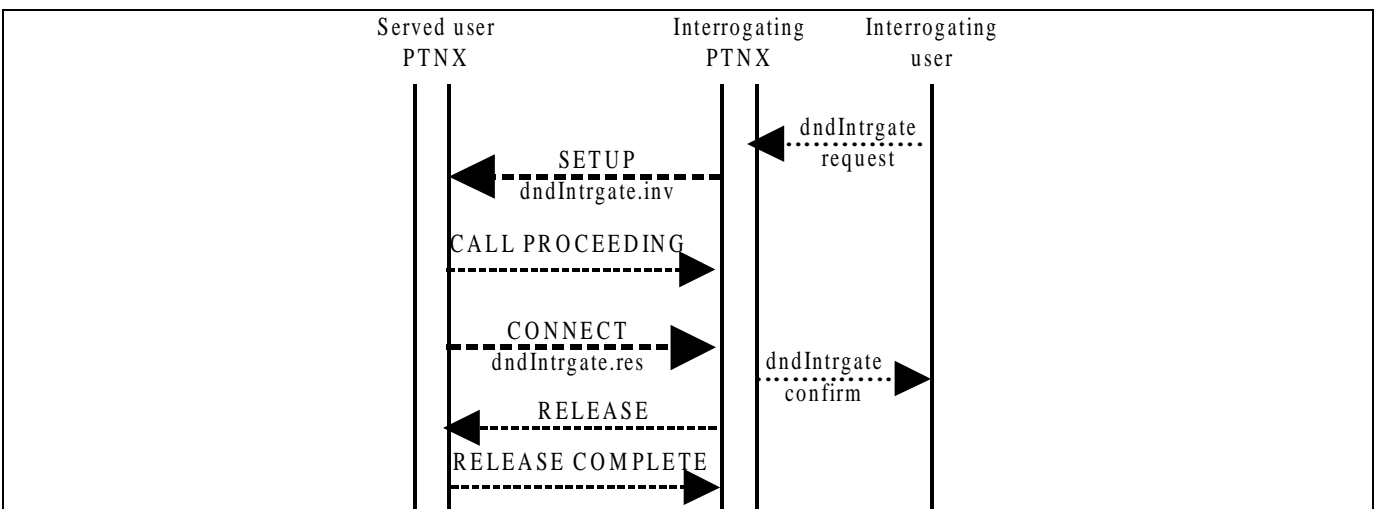 Served user
PTNX
Interrogating
PTNX
Interrogating
user
dndIntrgate
request
SETUP
dndIntrgate.inv
CALL PROCEEDING
CONNECT
dndIntrgate.res
dndIntrgate
confirm
RELEASE
RELEASE COMPLETE